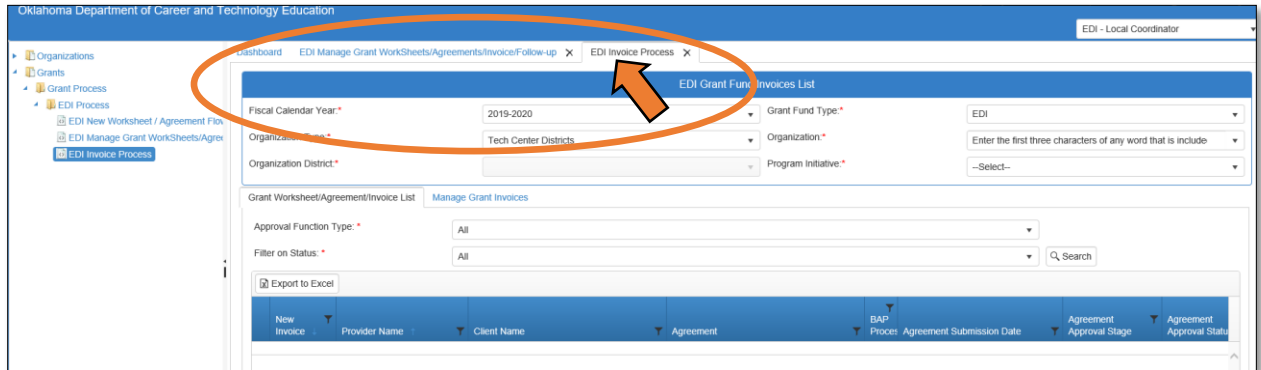 Oklahoma Department of Career and Technology Education
EDI - Local Coordinator
Organizations
Grants
Grant Process
EDI Process
EDI New Worksheet / Agreement Flov
EDI Manage Grant WorkSheets/Agree
EDI Invoice Process
Dashboard EDI Manage Grant WorkSheets/Agreements/Invoice/Follow-up X EDI Invoice Process X
EDI Grant Fund Invoices List
Fiscal Calendar Year:* 2019-2020 Grant Fund Type:* EDI
Organization Type:* Tech Center Districts Organization:* Enter the first three characters of any word that is include
Organization District:* Program Initiative:* --Select--
Grant Worksheet/Agreement/Invoice List Manage Grant Invoices
Approval Function Type: * All
Filter on Status: * All Search
Export to Excel
New Invoice ↓ Provider Name ↑ Client Name Agreement BAP Proces Agreement Submission Date Agreement Approval Stage Agreement Approval Statu